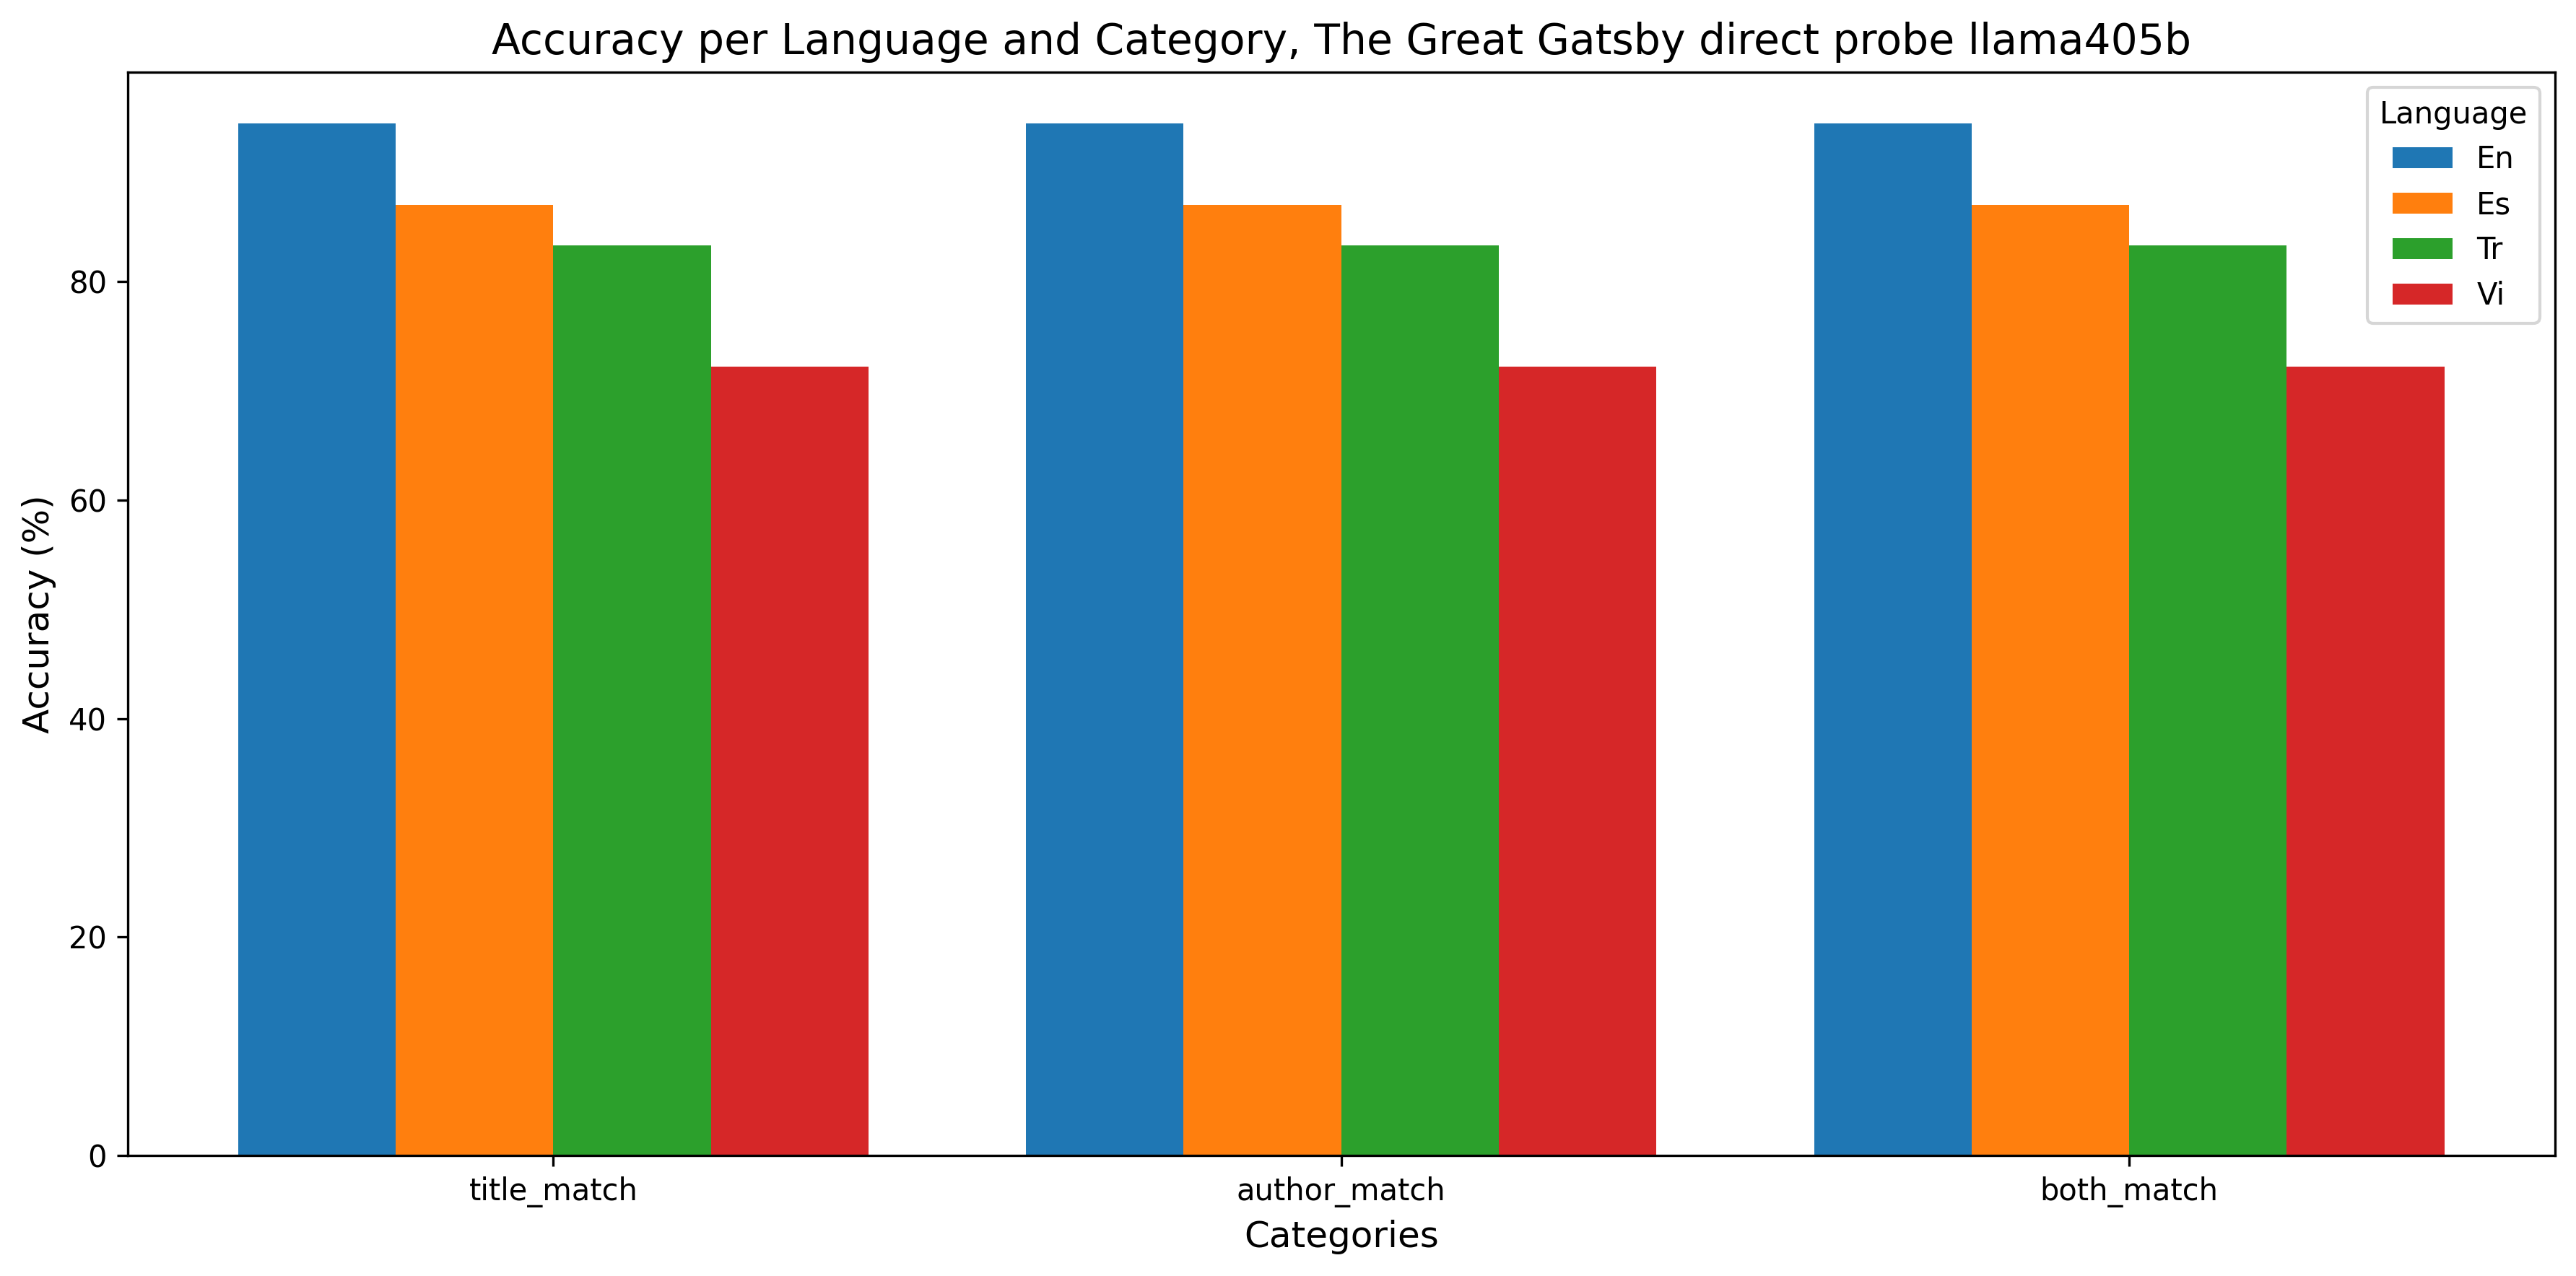 Accuracy per Language and Category, The Great Gatsby direct probe llama405b
Language
En
Es
Tr
Vi
Accuracy (%)
80
60
40
20
0
title_match
author_match
both_match
Categories